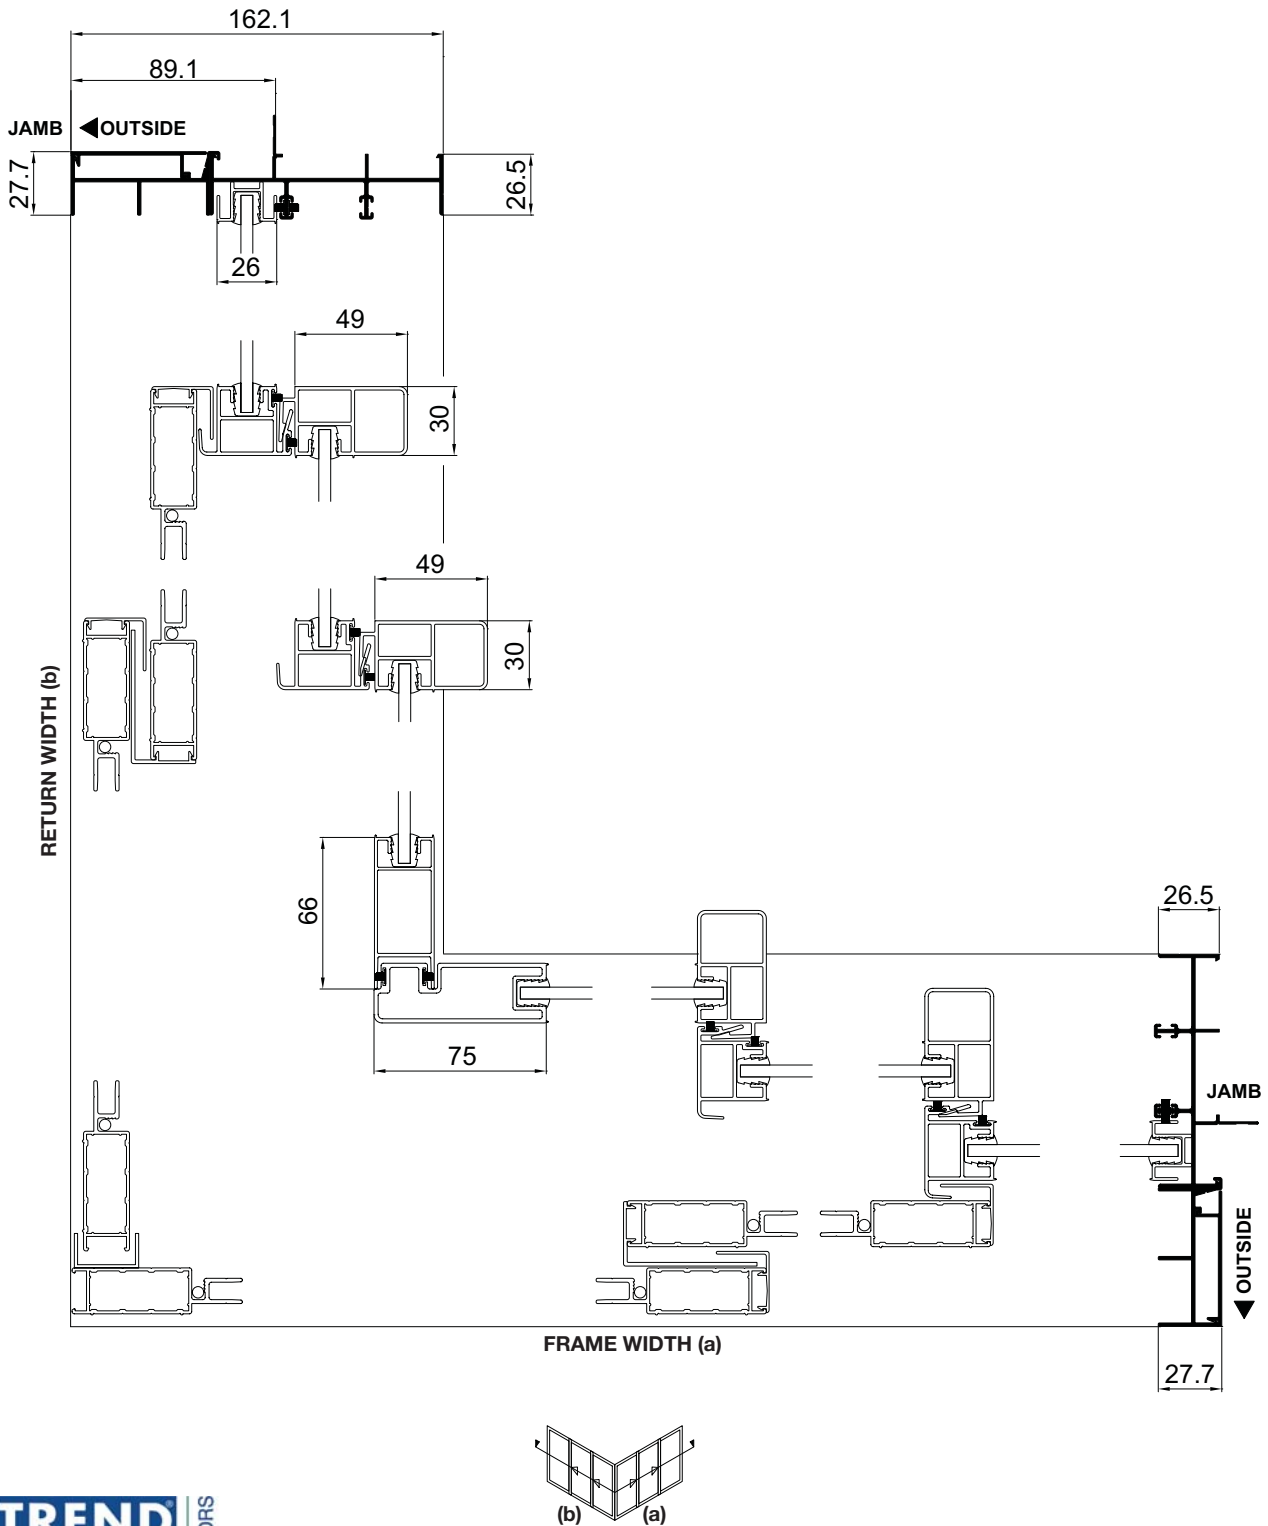 162.1
89.1
JAMB OUTSIDE
27.7
26.5
26
49
30
49
30
RETURN WIDTH (b)
66
75
26.5
JAMB
OUTSIDE
FRAME WIDTH (a)
27.7
(b) (a)
TREND®